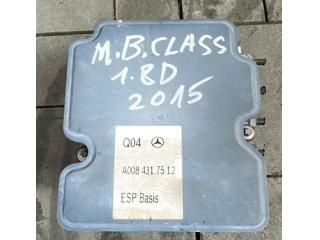 M.B.CLASS
1.8D
2015
Q04
A008 431 75 12
ESP Basis